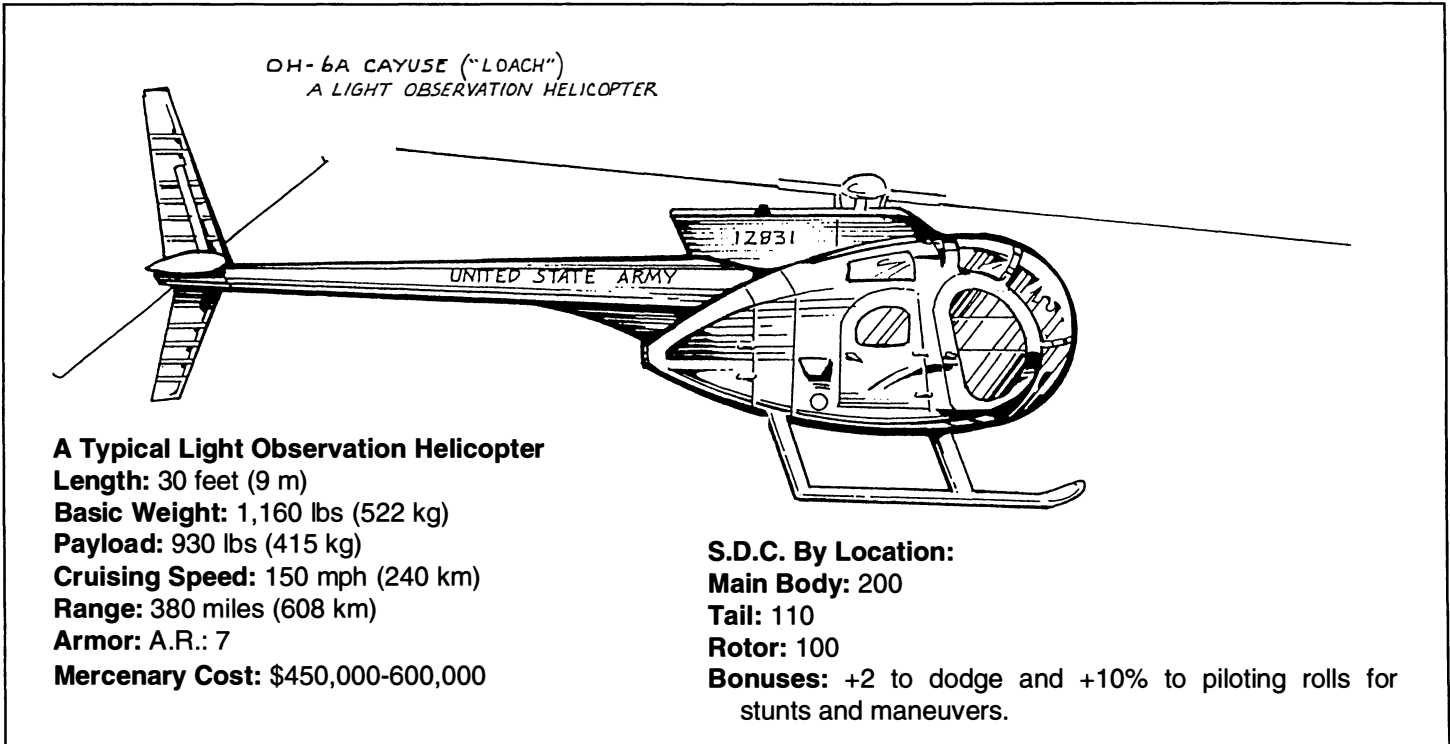 OH-6A CAYUSE ("LOACH")
A LIGHT OBSERVATION HELICOPTER
12831
UNITED STATE ARMY
A Typical Light Observation Helicopter
Length: 30 feet (9 m)
Basic Weight: 1,160 lbs (522 kg)
Payload: 930 lbs (415 kg)
Cruising Speed: 150 mph (240 km)
Range: 380 miles (608 km)
Armor: A.R.: 7
Mercenary Cost: $450,000-600,000
S.D.C. By Location:
Main Body: 200
Tail: 110
Rotor: 100
Bonuses: +2 to dodge and +10% to piloting rolls for
stunts and maneuvers.